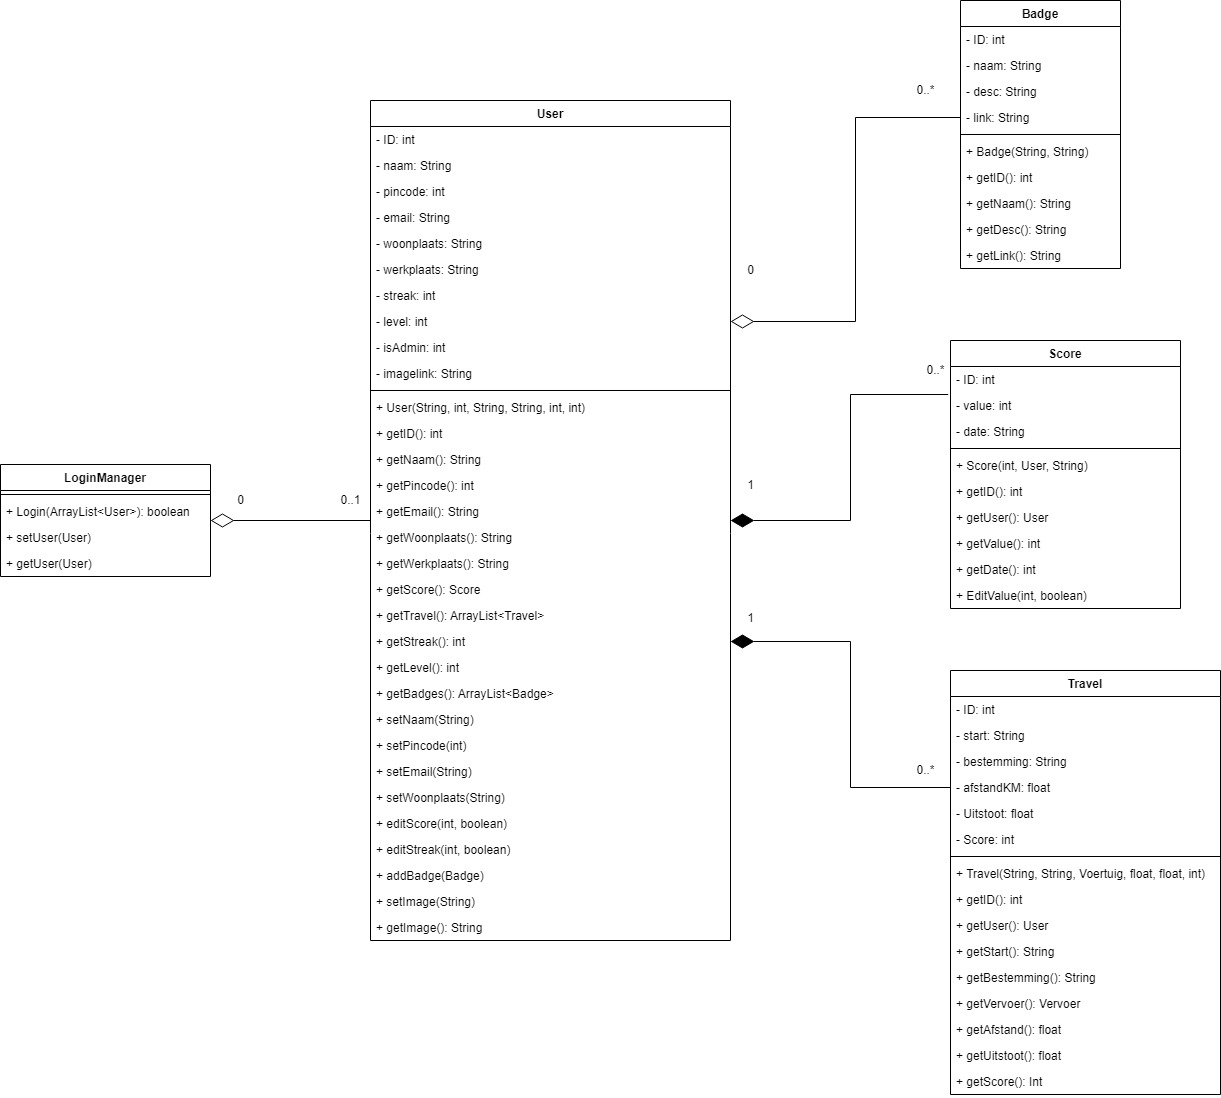 LoginManager
+ Login(ArrayList<User>): boolean
+ setUser(User)
+ getUser(User)
0
0..1
User
- ID: int
- naam: String
- pincode: int
- email: String
- woonplaats: String
- werkplaats: String
- streak: int
- level: int
- isAdmin: int
- imagelink: String
+ User(String, int, String, String, int, int)
+ getID(): int
+ getNaam(): String
+ getPincode(): int
+ getEmail(): String
+ getWoonplaats(): String
+ getWerkplaats(): String
+ getScore(): Score
+ getTravel(): ArrayList<Travel>
+ getStreak(): int
+ getLevel(): int
+ getBadges(): ArrayList<Badge>
+ setNaam(String)
+ setPincode(int)
+ setEmail(String)
+ setWoonplaats(String)
+ editScore(int, boolean)
+ editStreak(int, boolean)
+ addBadge(Badge)
+ setImage(String)
+ getImage(): String
0
0..*
Badge
- ID: int
- naam: String
- desc: String
- link: String
+ Badge(String, String)
+ getID(): int
+ getNaam(): String
+ getDesc(): String
+ getLink(): String
1
0..*
Score
- ID: int
- value: int
- date: String
+ Score(int, User, String)
+ getID(): int
+ getUser(): User
+ getValue(): int
+ getDate(): int
+ EditValue(int, boolean)
1
0..*
Travel
- ID: int
- start: String
- bestemming: String
- afstandKM: float
- Uitstoot: float
- Score: int
+ Travel(String, String, Voertuig, float, float, int)
+ getID(): int
+ getUser(): User
+ getStart(): String
+ getBestemming(): String
+ getVervoer(): Vervoer
+ getAfstand(): float
+ getUitstoot(): float
+ getScore(): Int